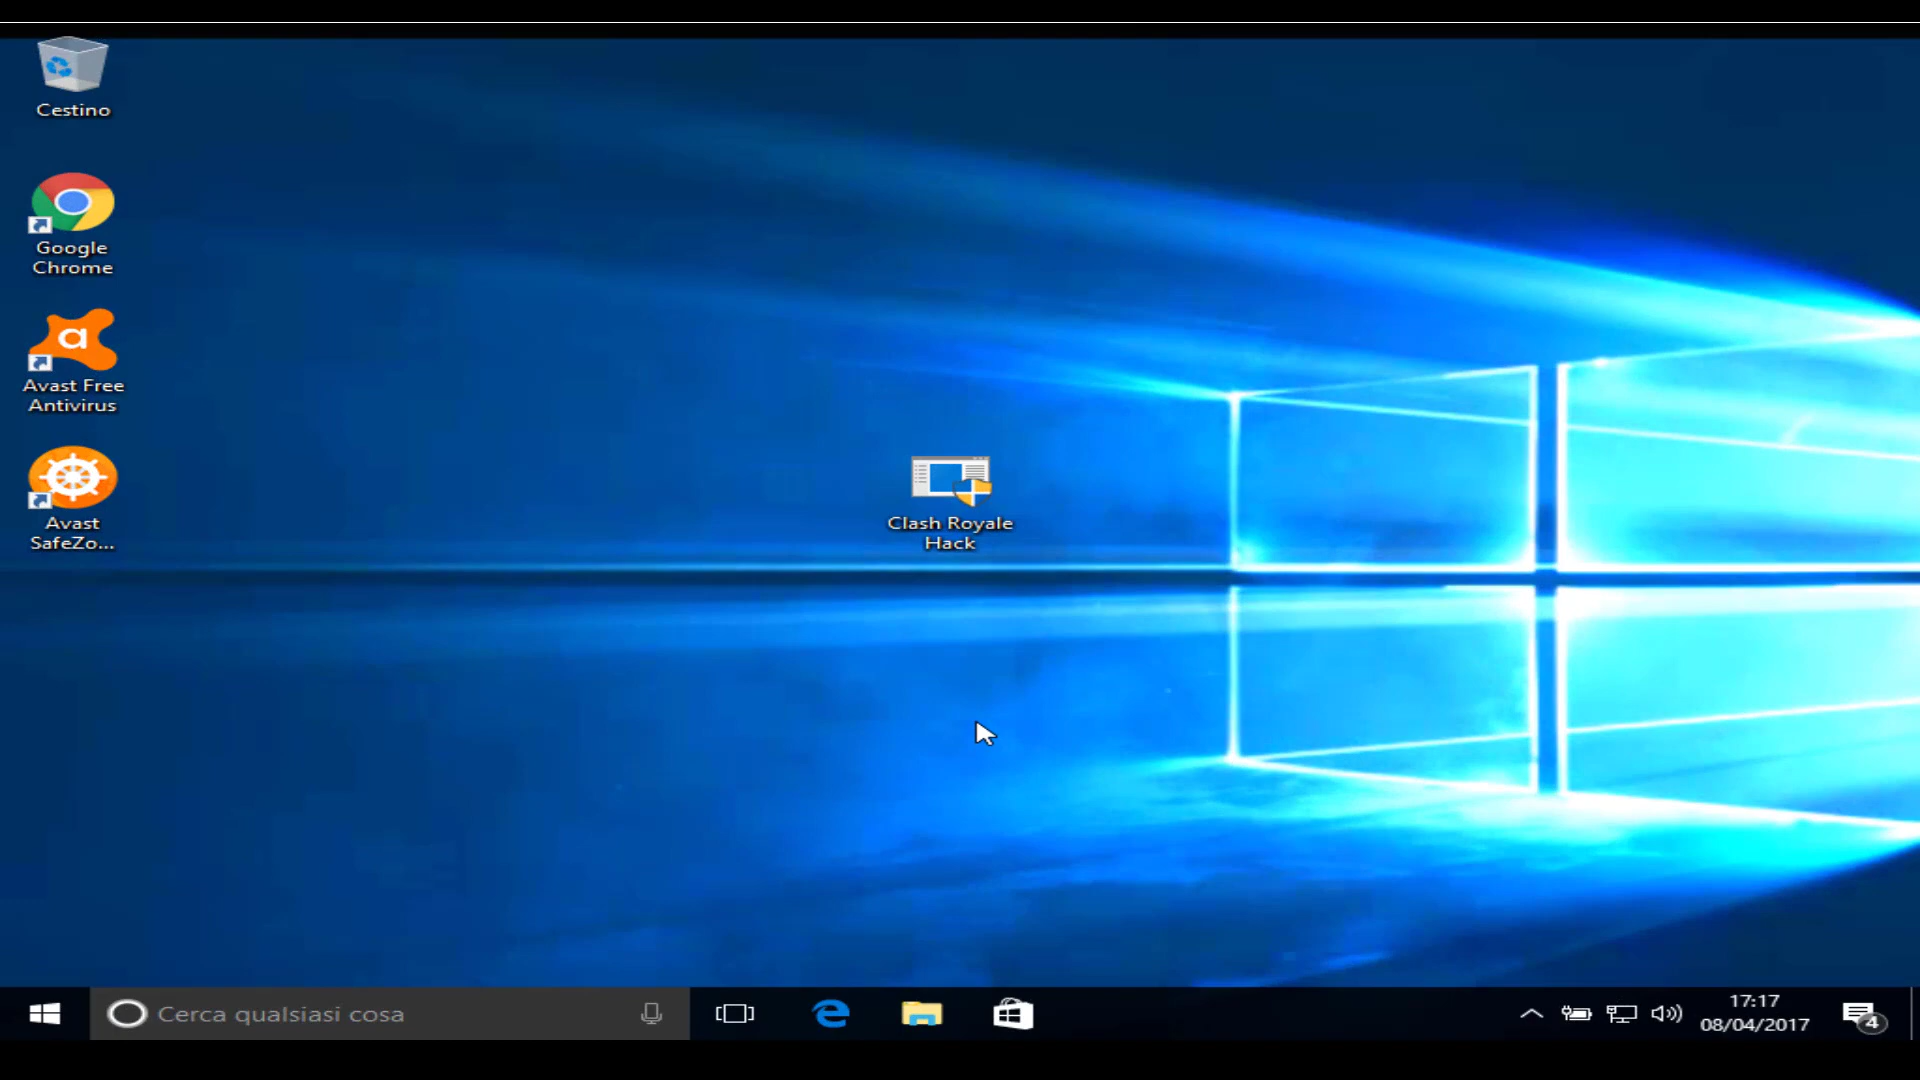 Cestino
Google
Chrome
a
Avast Free
Antivirus
Avast
SafeZo...
Clash Royale
Hack
Cerca qualsiasi cosa
17:17
08/04/2017
4